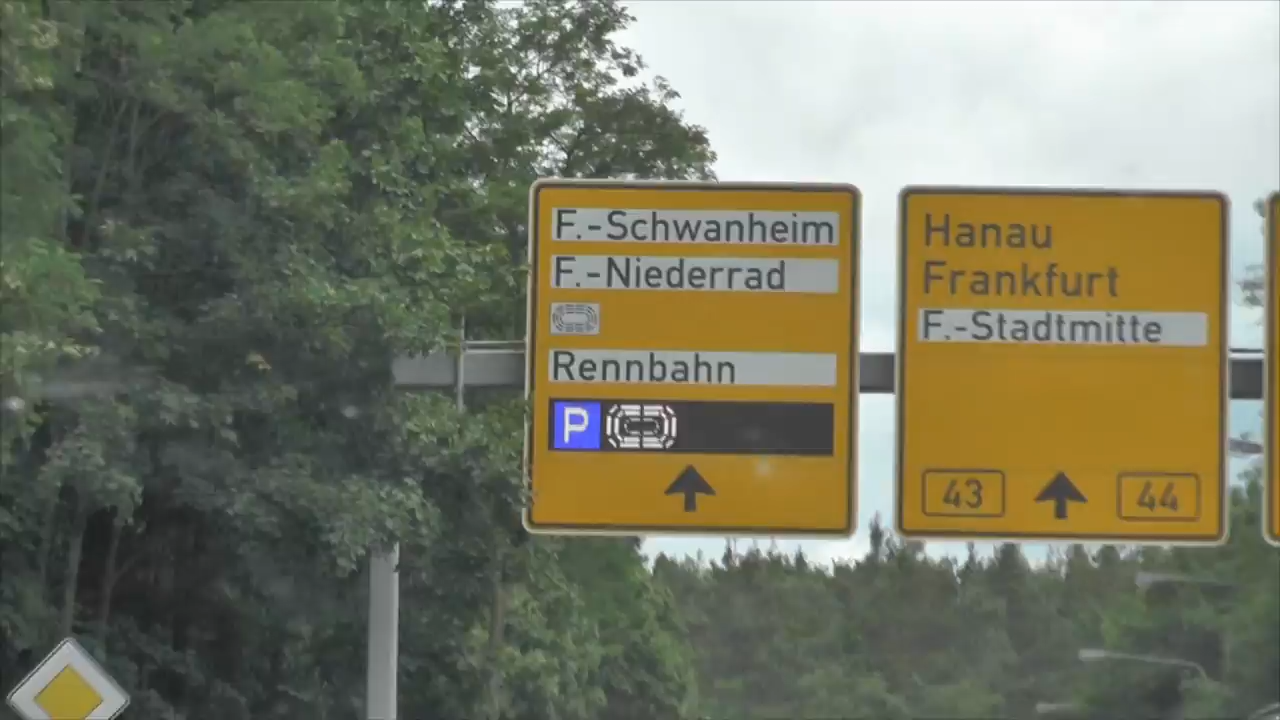 F.-Schwanheim
F.-Niederrad
Rennbahn
P
Hanau
Frankfurt
F.-Stadtmitte
43 44